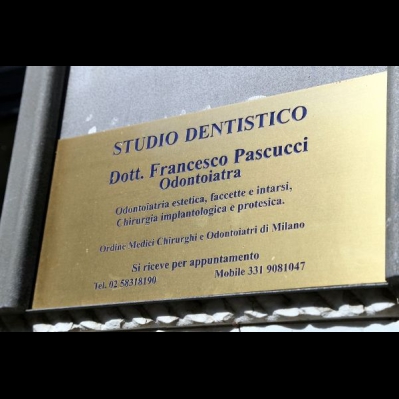 STUDIO DENTISTICO
Dott. Francesco Pascucci
Odontoiatra
Odontoiatria estetica, faccette e intarsi,
Chirurgia implantologica e protesica.
Ordine Medici Chirurghi e Odontoiatri di Milano
Si riceve per appuntamento
Tel. 02 58318190 Mobile 331 9081047